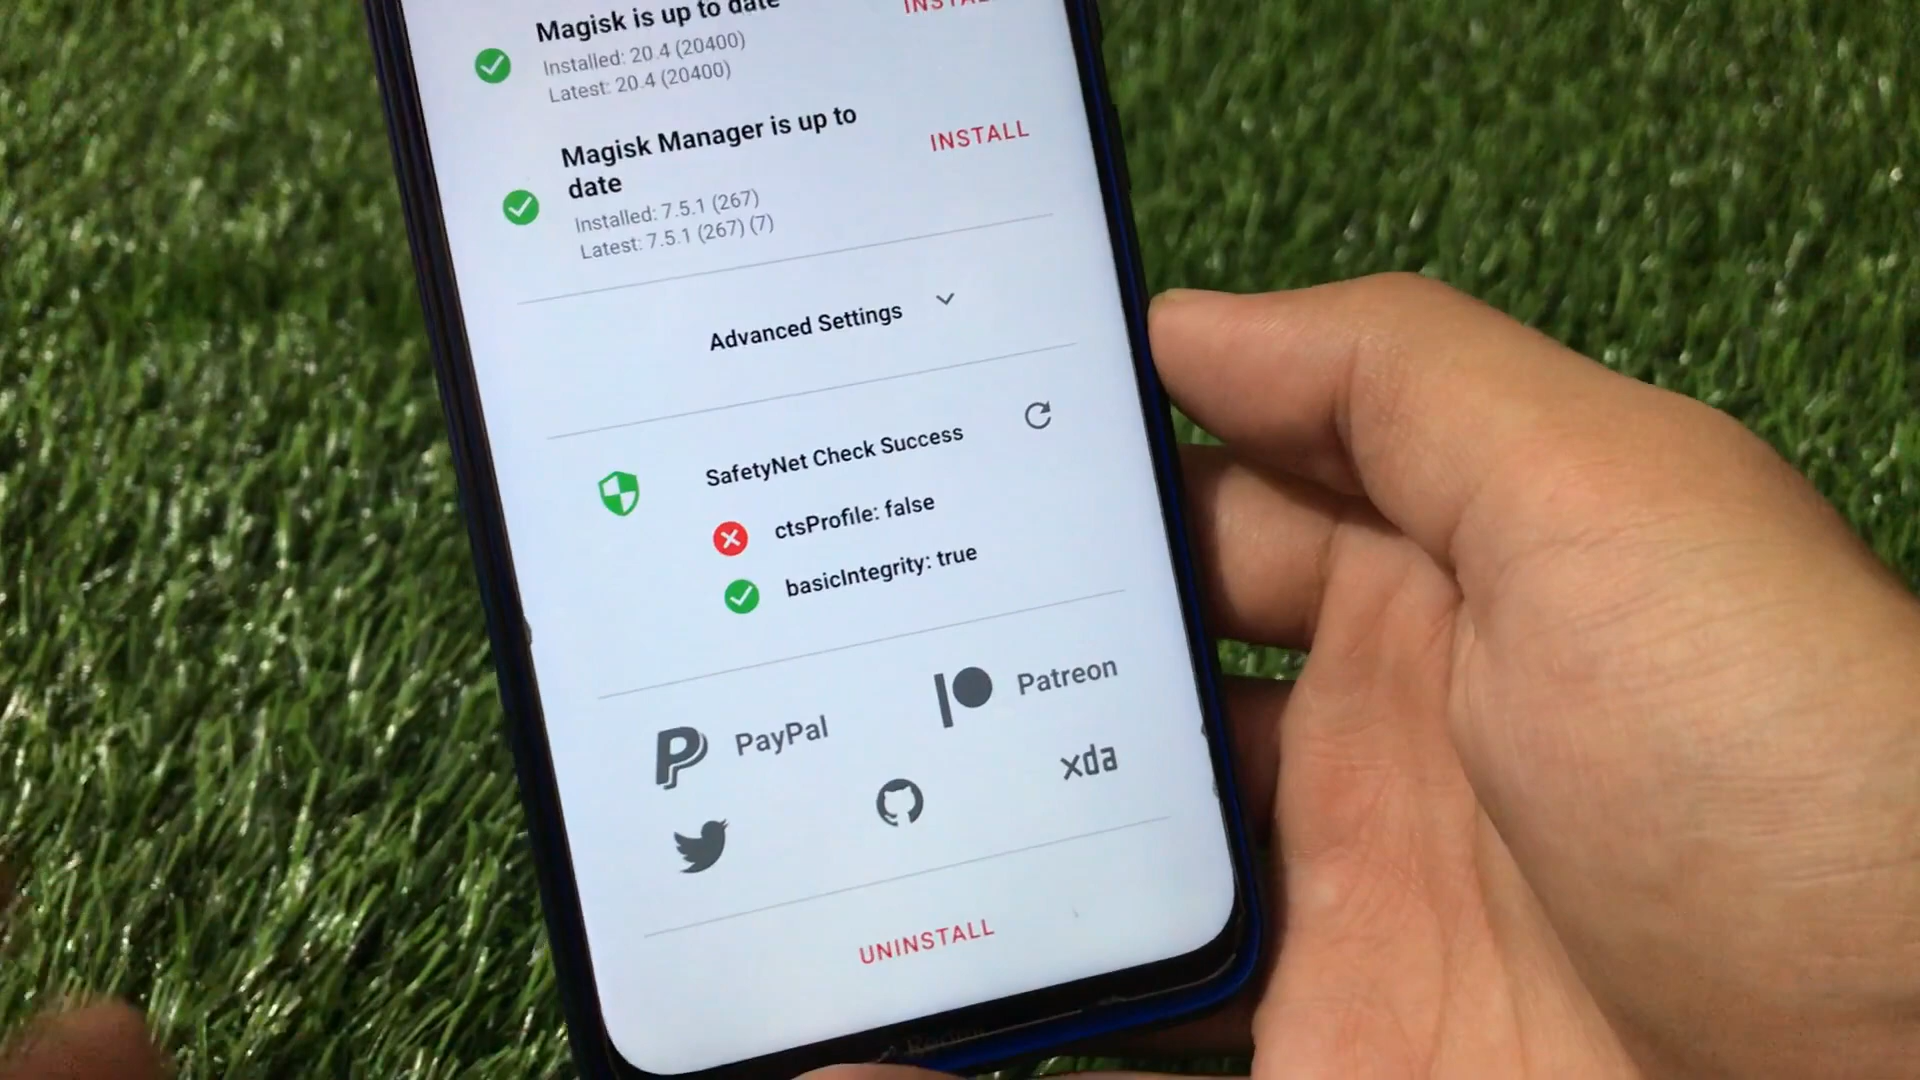 Magisk is up to date
INSTALL
Installed: 20.4 (20400)
Latest: 20.4 (20400)
Magisk Manager is up to
date
INSTALL
Installed: 7.5.1 (267)
Latest: 7.5.1 (267) (7)
Advanced Settings
SafetyNet Check Success
ctsProfile: false
basicIntegrity: true
PayPal
Patreon
xda
UNINSTALL
Redmi